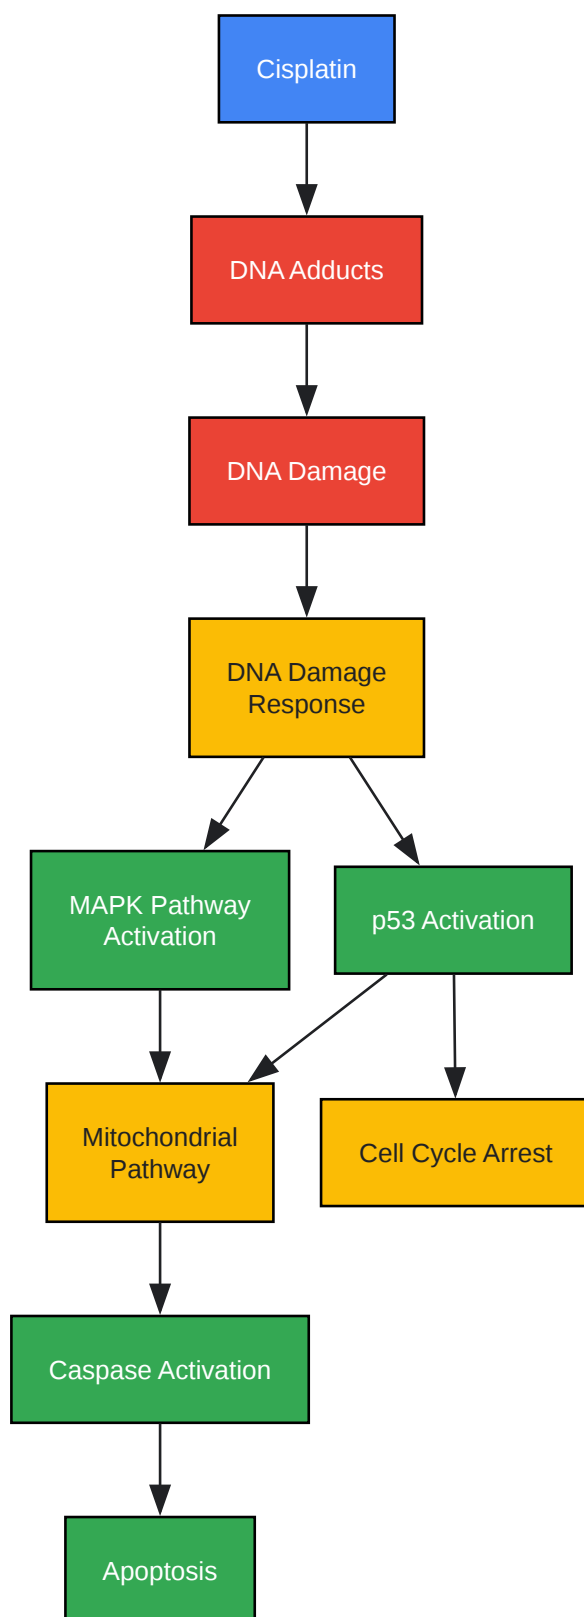 Cisplatin
DNA Adducts
DNA Damage
DNA Damage
Response
MAPK Pathway
Activation
p53 Activation
Mitochondrial
Pathway
Cell Cycle Arrest
Caspase Activation
Apoptosis